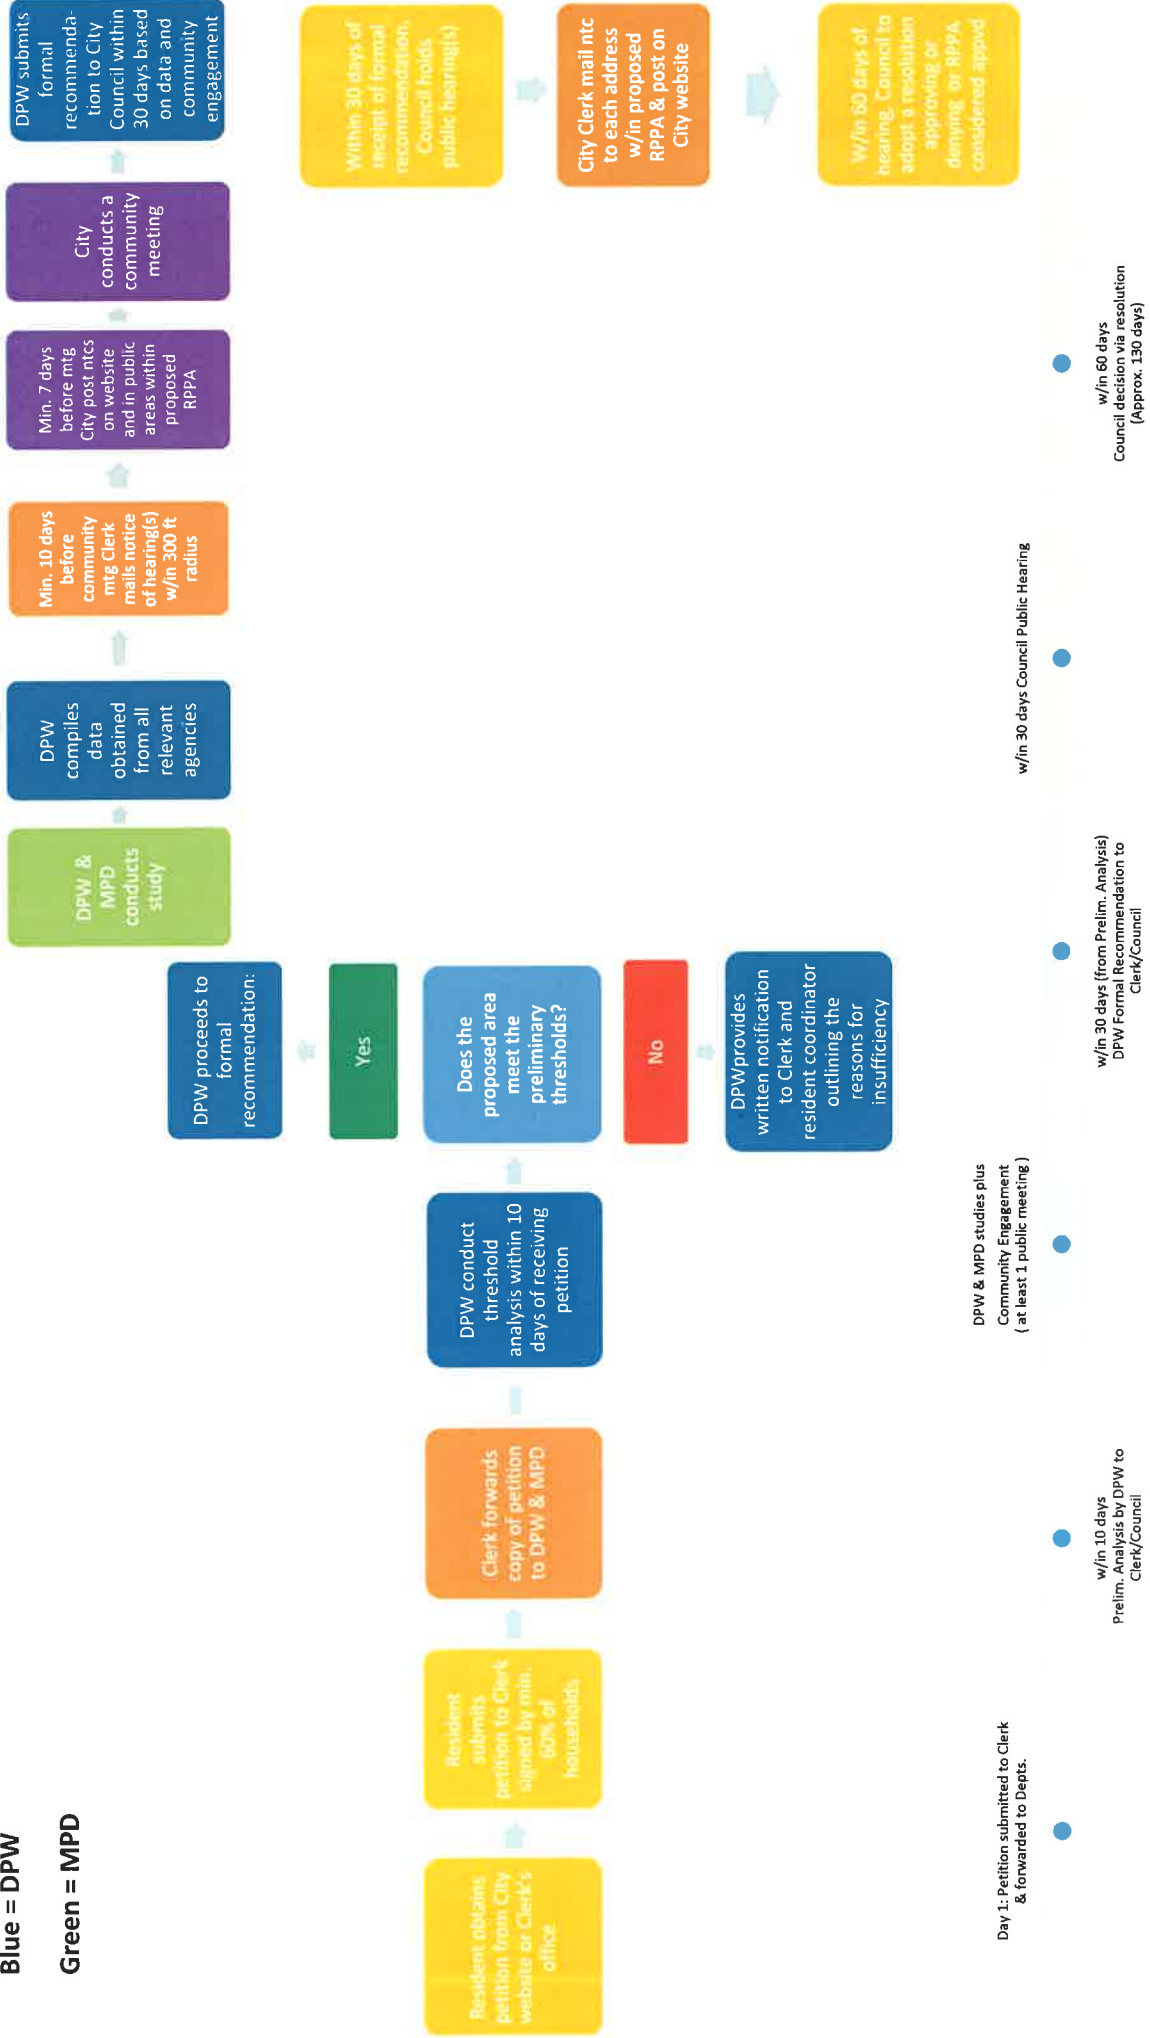 Blue = DPW
Green = MPD
Resident obtains
petition from City
website or Clerk's
office
Resident
submits
petition to Clerk
signed by min.
60% of
households
Clerk forwards
copy of petition
to DPW & MPD
DPW conduct
threshold
analysis within 10
days of receiving
petition
Does the
proposed area
meet the
preliminary
thresholds?
Yes
DPW proceeds to
formal
recommendation:
No
DPWprovides
written notification
to Clerk and
resident coordinator
outlining the
reasons for
insufficiency
DPW &
MPD
conducts
study
DPW
compiles
data
obtained
from all
relevant
agencies
Min. 10 days
before
community
mtg Clerk
mails notice
of hearing(s)
w/in 300 ft
radius
Min. 7 days
before mtg
City post ntcs
on website
and in public
areas within
proposed
RPPA
City
conducts a
community
meeting
DPW submits
formal
recommenda-
tion to City
Council within
30 days based
on data and
community
engagement
Within 30 days of
receipt of formal
recommendation,
Council holds
public hearing(s)
City Clerk mail ntc
to each address
w/in proposed
RPPA & post on
City website
W/in 60 days of
hearing, Council to
adopt a resolution
approving or
denying or RPPA
considered appvd
Day 1: Petition submitted to Clerk
& forwarded to Depts.
w/in 10 days
Prelim. Analysis by DPW to
Clerk/Council
DPW & MPD studies plus
Community Engagement
( at least 1 public meeting )
w/in 30 days (from Prelim. Analysis)
DPW Formal Recommendation to
Clerk/Council
w/in 30 days Council Public Hearing
w/in 60 days
Council decision via resolution
(Approx. 130 days)